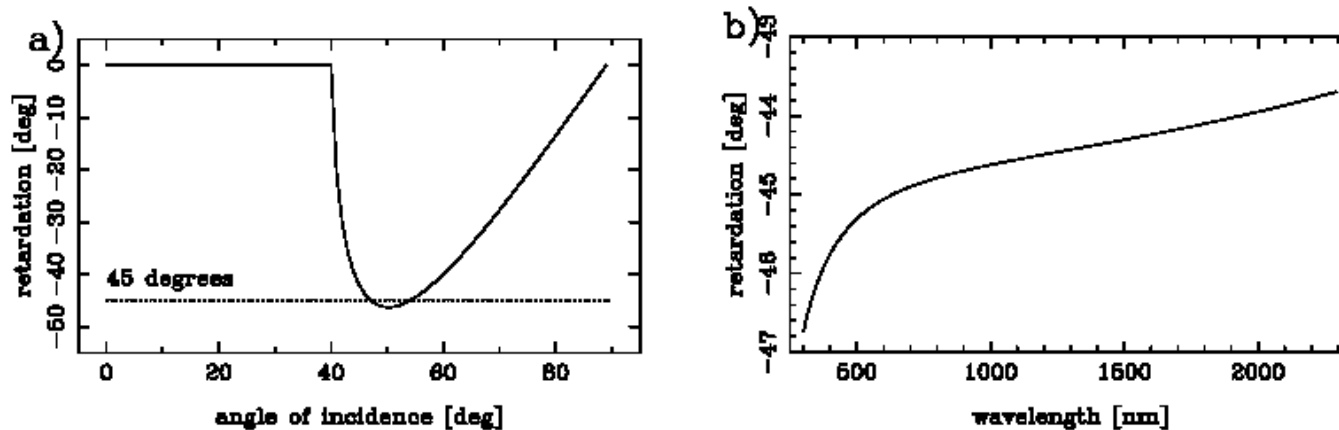 a)
retardation [deg]
0
−10
−20
−30
−40
−50
45 degrees
0 20 40 60 80
angle of incidence [deg]
b)
retardation [deg]
−43
−44
−45
−46
−47
500 1000 1500 2000
wavelength [nm]